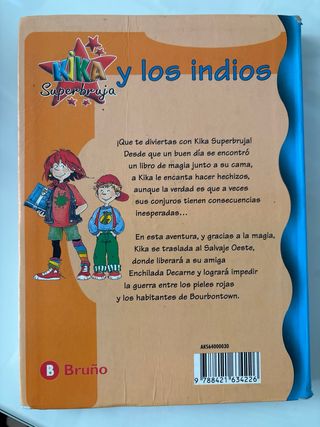 KIKA
Superbruja
y los indios
¡Que te diviertas con Kika Superbruja!
Desde que un buen día se encontró
un libro de magia junto a su cama,
a Kika le encanta hacer hechizos,
aunque la verdad es que a veces
sus conjuros tienen consecuencias
inesperadas...
En esta aventura, y gracias a la magia,
Kika se traslada al Salvaje Oeste,
donde liberará a su amiga
Enchilada Decarne y logrará impedir
la guerra entre los pieles rojas
y los habitantes de Bourbontown.
AK564000030
9 788421 634226
B Bruño